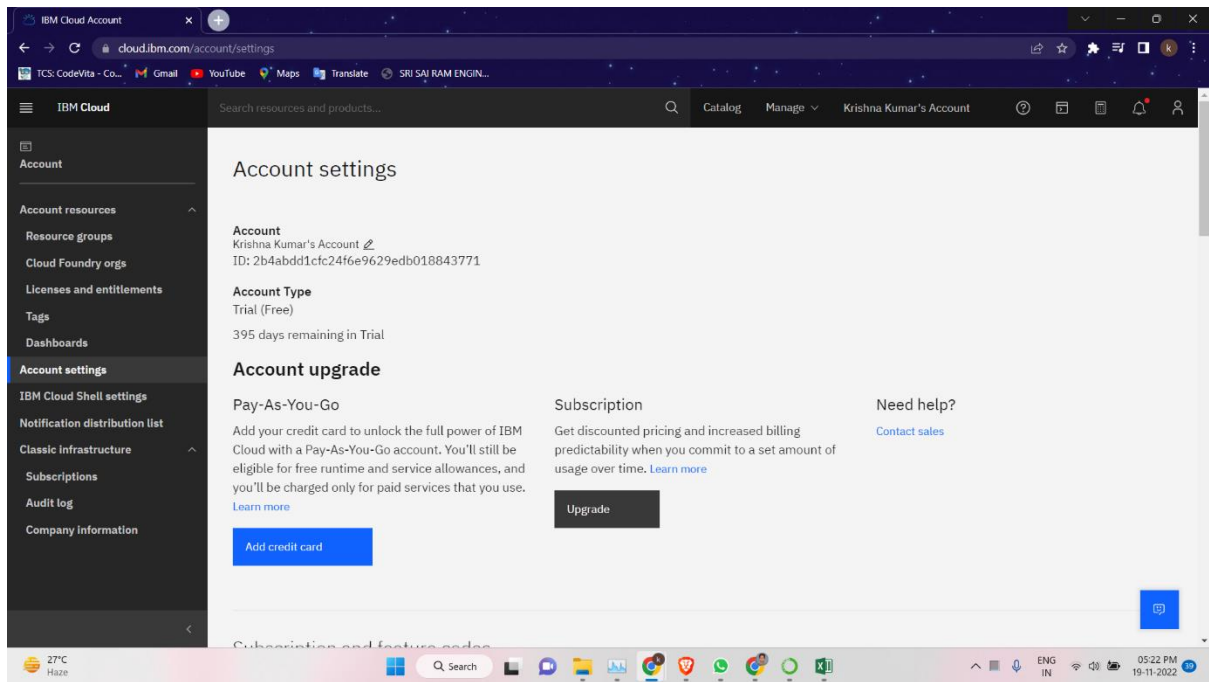 IBM Cloud Account
cloud.ibm.com/account/settings
k
TCS: CodeVita - Co...
Gmail
YouTube
Maps
Translate
SRI SAI RAM ENGIN...
IBM Cloud
Search resources and products...
Catalog
Manage
Krishna Kumar's Account
Account
Account resources
Resource groups
Cloud Foundry orgs
Licenses and entitlements
Tags
Dashboards
Account settings
IBM Cloud Shell settings
Notification distribution list
Classic infrastructure
Subscriptions
Audit log
Company information
Account settings
Account
Krishna Kumar's Account
ID: 2b4abdd1cfc24f6e9629edb018843771
Account Type
Trial (Free)
395 days remaining in Trial
Account upgrade
Pay-As-You-Go
Add your credit card to unlock the full power of IBM
Cloud with a Pay-As-You-Go account. You'll still be
eligible for free runtime and service allowances, and
you'll be charged only for paid services that you use.
Learn more
Add credit card
Subscription
Get discounted pricing and increased billing
predictability when you commit to a set amount of
usage over time. Learn more
Upgrade
Need help?
Contact sales
Subscription and feature codes
27°C
Haze
Search
ENG
IN
05:22 PM
19-11-2022
39